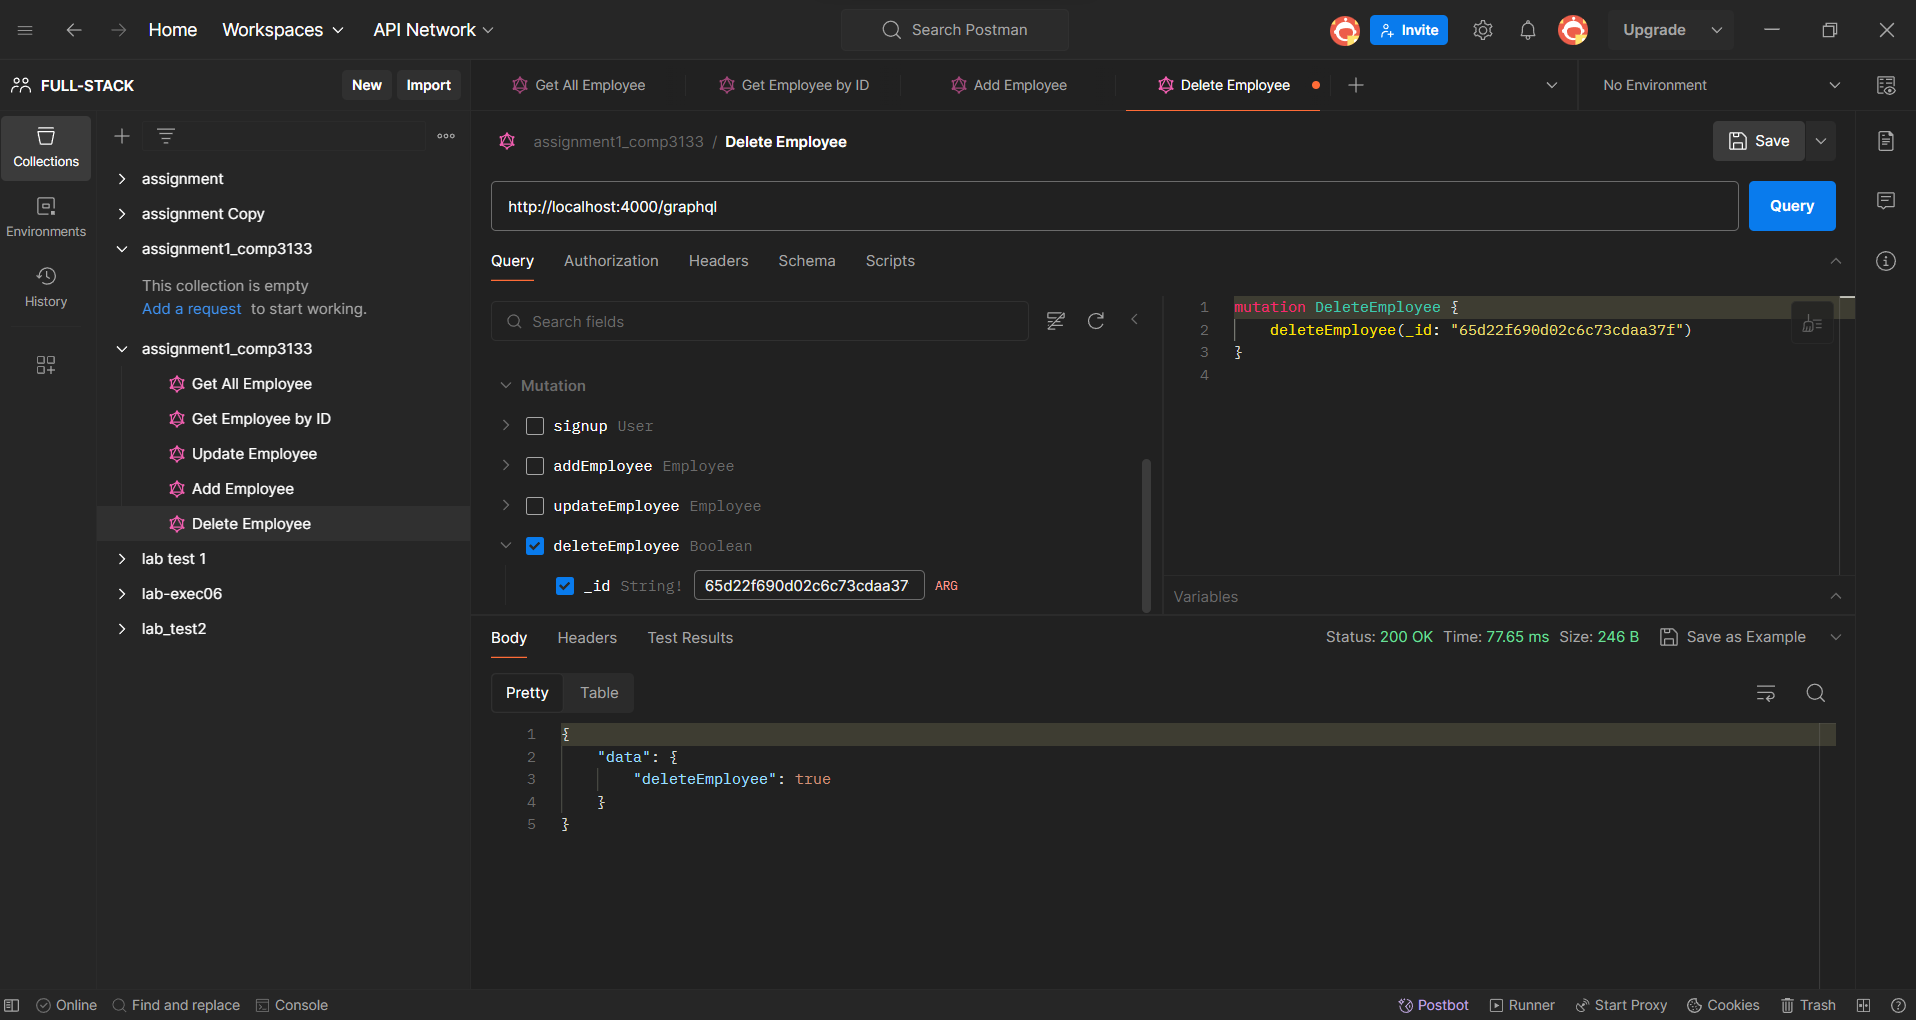 Home Workspaces API Network Search Postman Invite Upgrade
FULL-STACK New Import
Get All Employee Get Employee by ID Add Employee Delete Employee No Environment
Collections
Environments
History
assignment
assignment Copy
assignment1_comp3133
This collection is empty
Add a request to start working.
assignment1_comp3133
Get All Employee
Get Employee by ID
Update Employee
Add Employee
Delete Employee
lab test 1
lab-exec06
lab_test2
assignment1_comp3133 / Delete Employee Save
http://localhost:4000/graphql Query
Query Authorization Headers Schema Scripts
Search fields
Mutation
signup User
addEmployee Employee
updateEmployee Employee
deleteEmployee Boolean
_id String! 65d22f690d02c6c73cdaa37 ARG
1 mutation DeleteEmployee {
2 deleteEmployee(_id: "65d22f690d02c6c73cdaa37f")
3 }
4
Variables
Body Headers Test Results Status: 200 OK Time: 77.65 ms Size: 246 B Save as Example
Pretty Table
1 {
2 "data": {
3 "deleteEmployee": true
4 }
5 }
Online Find and replace Console Postbot Runner Start Proxy Cookies Trash